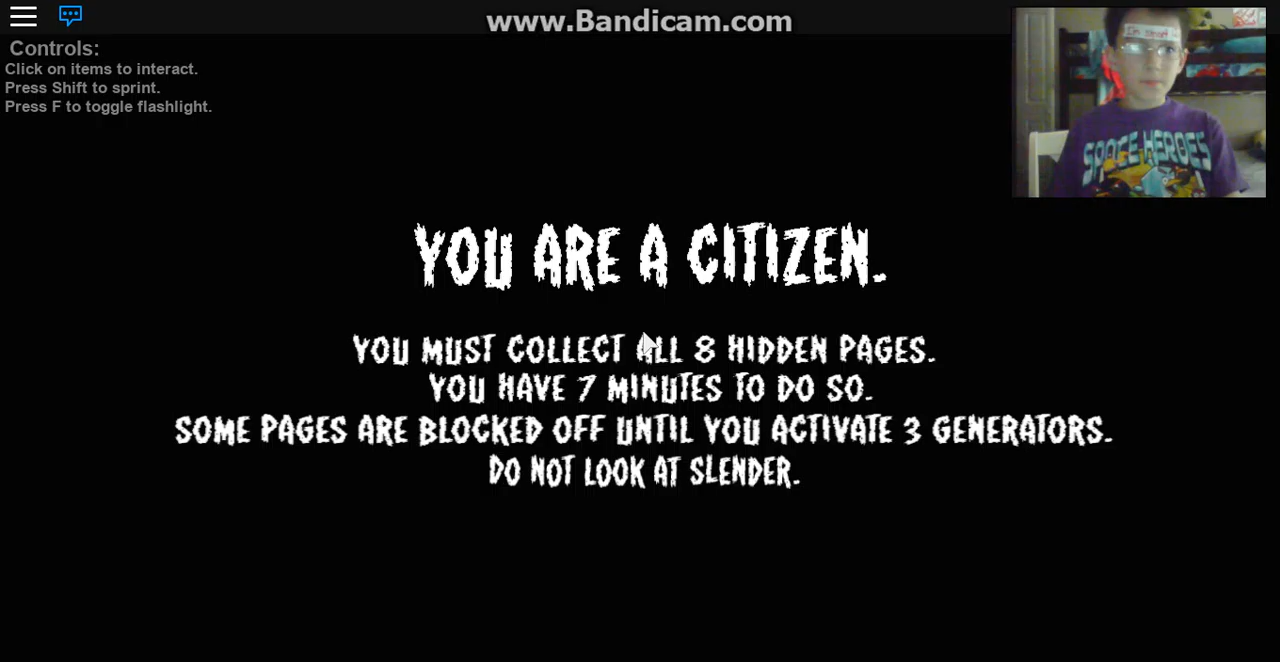 www.Bandicam.com
Controls:
Click on items to interact.
Press Shift to sprint.
Press F to toggle flashlight.
I'm smart
SPACE HEROES
YOU ARE A CITIZEN.
YOU MUST COLLECT ALL 8 HIDDEN PAGES.
YOU HAVE 7 MINUTES TO DO SO.
SOME PAGES ARE BLOCKED OFF UNTIL YOU ACTIVATE 3 GENERATORS.
DO NOT LOOK AT SLENDER.